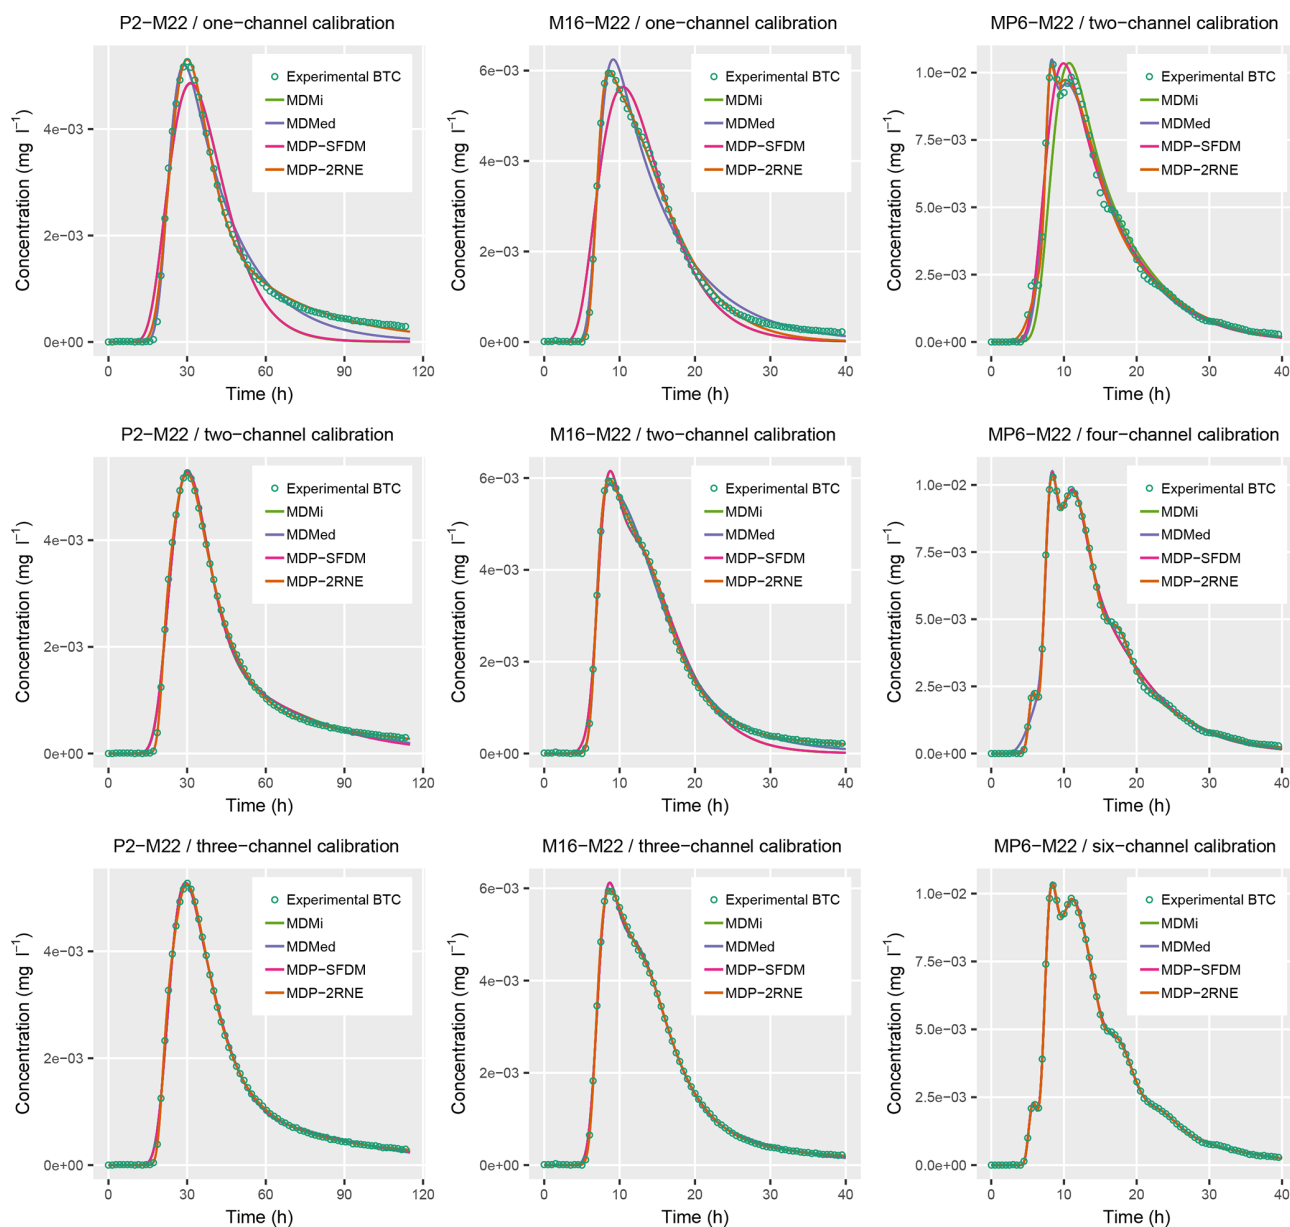 P2−M22 / one−channel calibration
Concentration (mg l−1)
4e−03
2e−03
0e+00
Experimental BTC
MDMi
MDMed
MDP−SFDM
MDP−2RNE
0 30 60 90 120
Time (h)
M16−M22 / one−channel calibration
Concentration (mg l−1)
6e−03
4e−03
2e−03
0e+00
Experimental BTC
MDMi
MDMed
MDP−SFDM
MDP−2RNE
0 10 20 30 40
Time (h)
MP6−M22 / two−channel calibration
Concentration (mg l−1)
1.0e−02
7.5e−03
5.0e−03
2.5e−03
0.0e+00
Experimental BTC
MDMi
MDMed
MDP−SFDM
MDP−2RNE
0 10 20 30 40
Time (h)
P2−M22 / two−channel calibration
Concentration (mg l−1)
4e−03
2e−03
0e+00
Experimental BTC
MDMi
MDMed
MDP−SFDM
MDP−2RNE
0 30 60 90 120
Time (h)
M16−M22 / two−channel calibration
Concentration (mg l−1)
6e−03
4e−03
2e−03
0e+00
Experimental BTC
MDMi
MDMed
MDP−SFDM
MDP−2RNE
0 10 20 30 40
Time (h)
MP6−M22 / four−channel calibration
Concentration (mg l−1)
1.0e−02
7.5e−03
5.0e−03
2.5e−03
0.0e+00
Experimental BTC
MDMi
MDMed
MDP−SFDM
MDP−2RNE
0 10 20 30 40
Time (h)
P2−M22 / three−channel calibration
Concentration (mg l−1)
4e−03
2e−03
0e+00
Experimental BTC
MDMi
MDMed
MDP−SFDM
MDP−2RNE
0 30 60 90 120
Time (h)
M16−M22 / three−channel calibration
Concentration (mg l−1)
6e−03
4e−03
2e−03
0e+00
Experimental BTC
MDMi
MDMed
MDP−SFDM
MDP−2RNE
0 10 20 30 40
Time (h)
MP6−M22 / six−channel calibration
Concentration (mg l−1)
1.0e−02
7.5e−03
5.0e−03
2.5e−03
0.0e+00
Experimental BTC
MDMi
MDMed
MDP−SFDM
MDP−2RNE
0 10 20 30 40
Time (h)